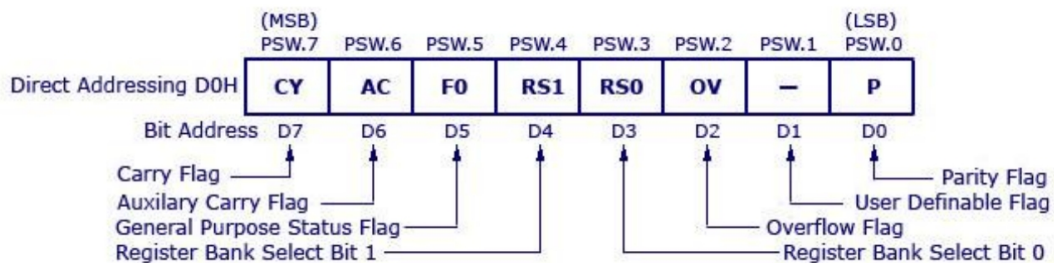 (MSB) (LSB)
PSW.7 PSW.6 PSW.5 PSW.4 PSW.3 PSW.2 PSW.1 PSW.0
Direct Addressing D0H CY AC F0 RS1 RS0 OV — P
Bit Address D7 D6 D5 D4 D3 D2 D1 D0
Carry Flag Parity Flag
Auxilary Carry Flag User Definable Flag
General Purpose Status Flag Overflow Flag
Register Bank Select Bit 1 Register Bank Select Bit 0